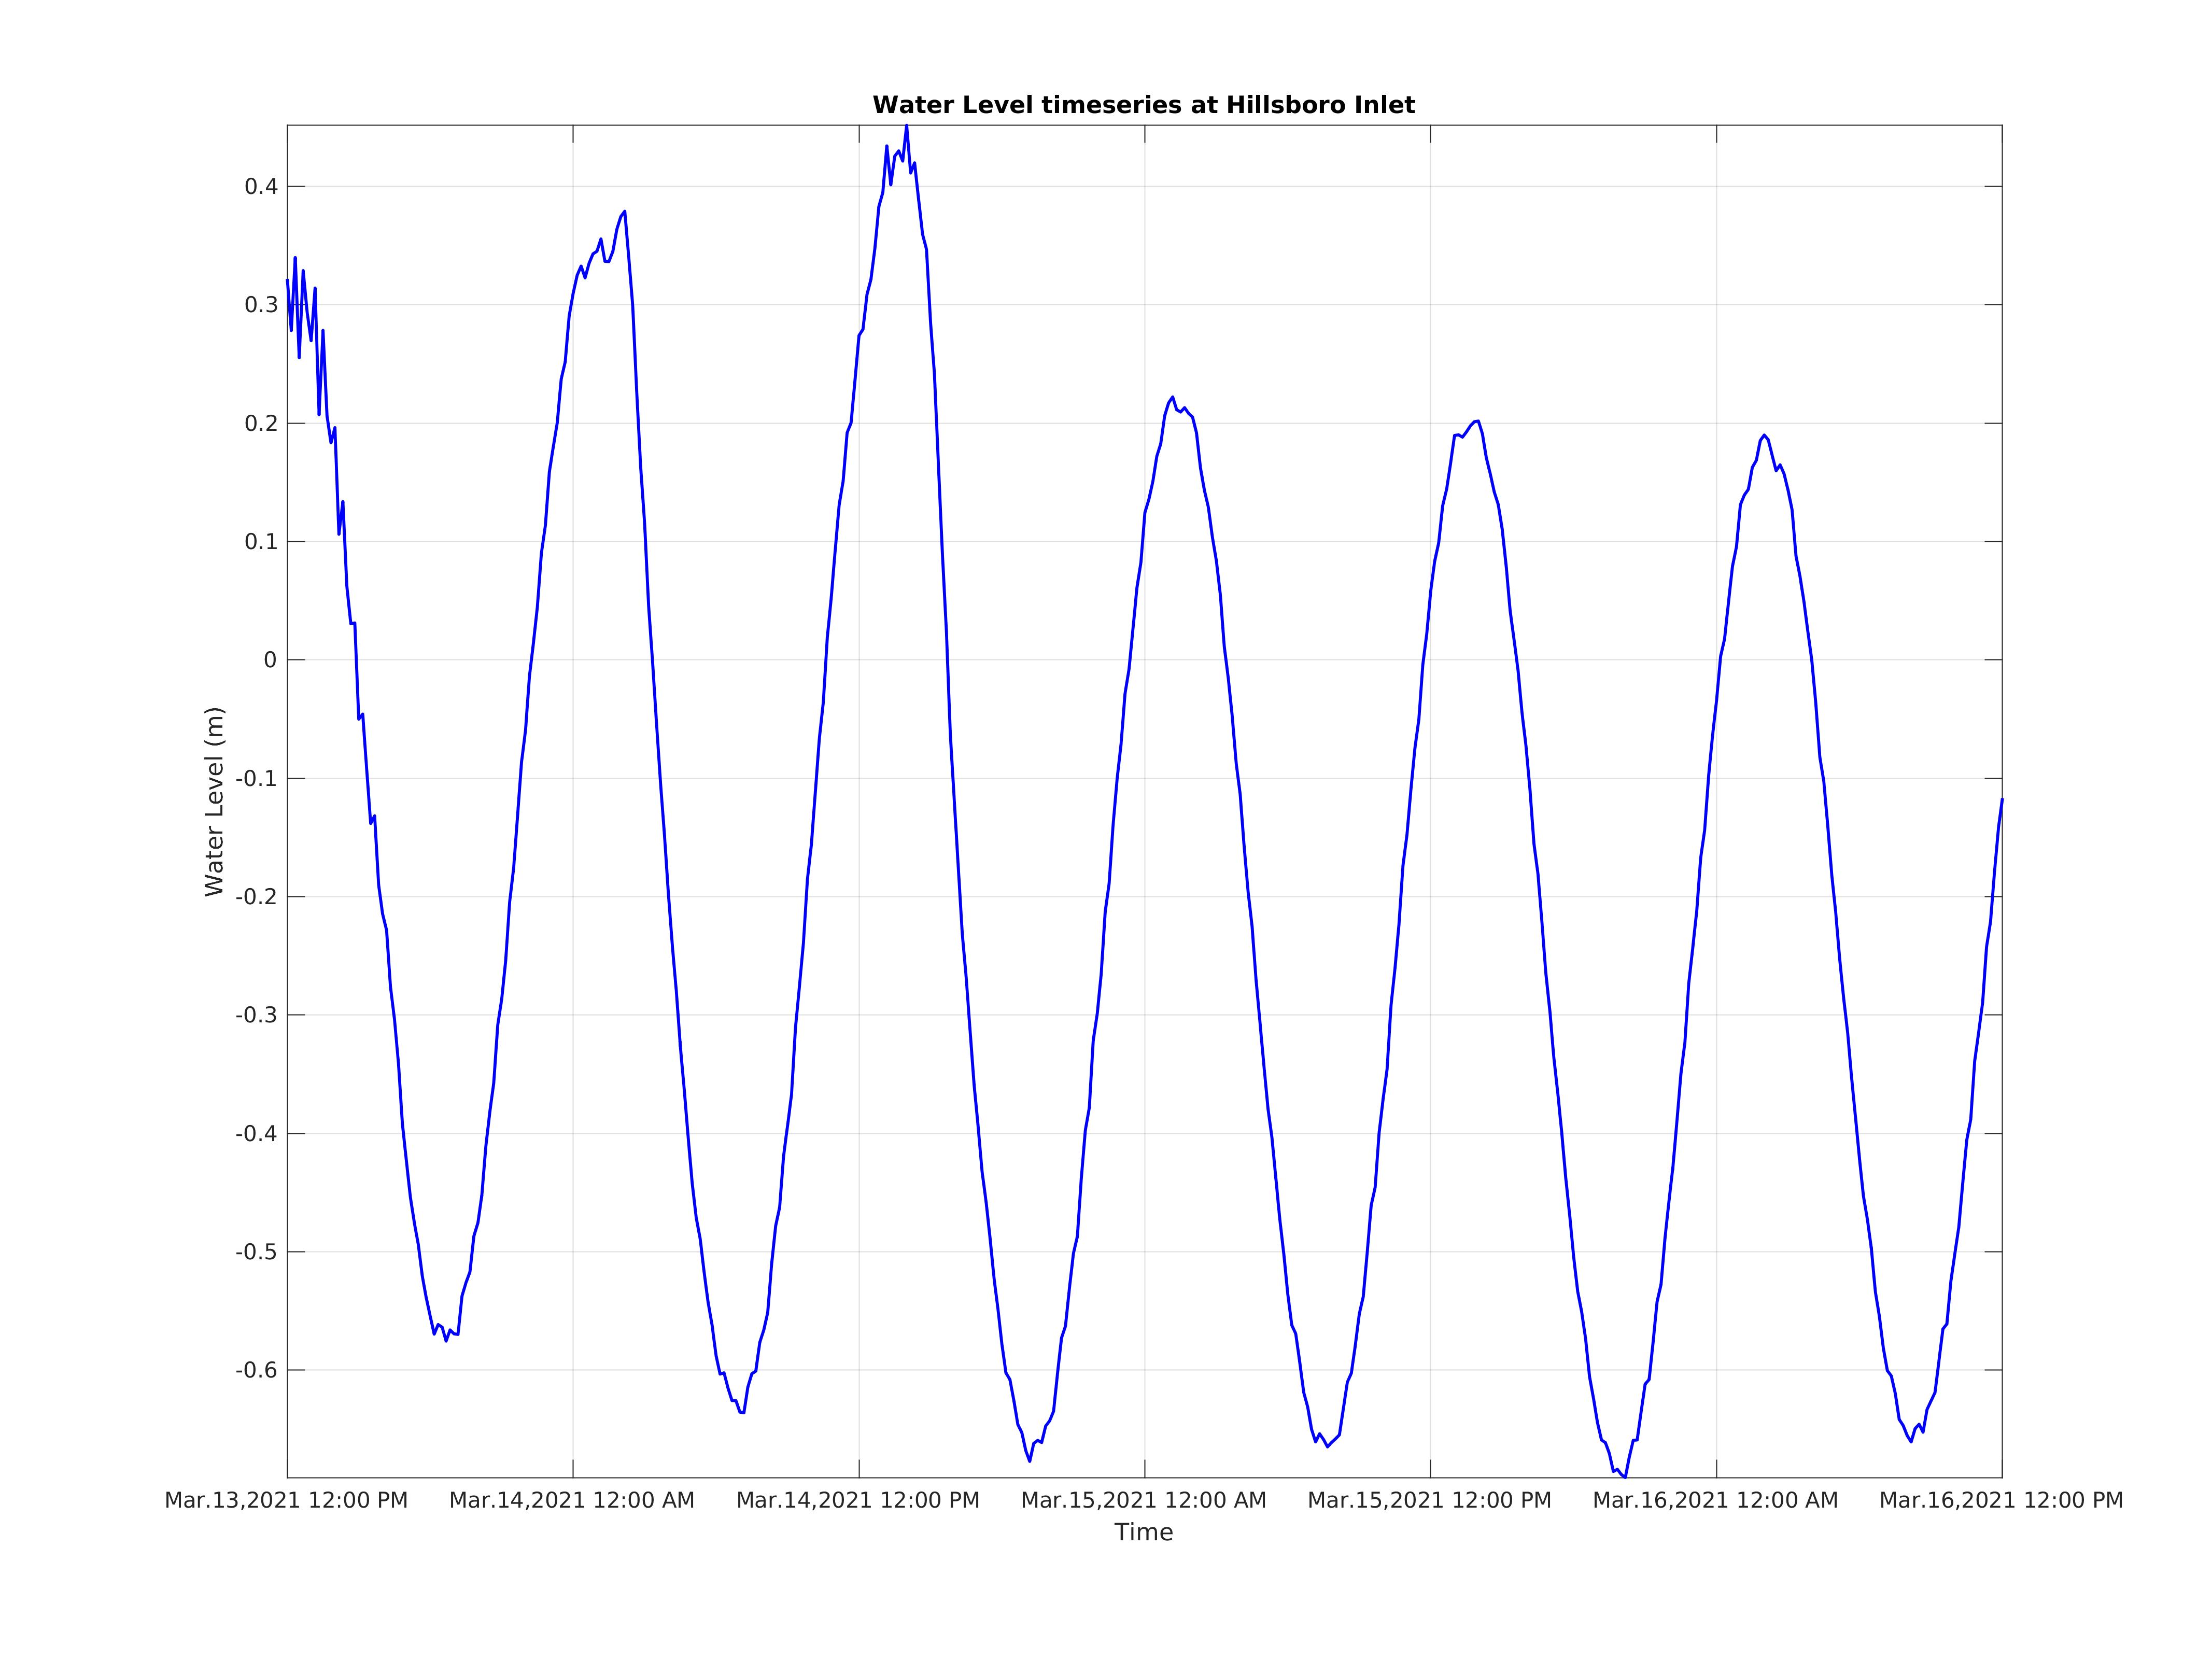 Water Level timeseries at Hillsboro Inlet
0.4
0.3
0.2
0.1
0
-0.1
-0.2
-0.3
-0.4
-0.5
-0.6
Water Level (m)
Mar.13,2021 12:00 PM Mar.14,2021 12:00 AM Mar.14,2021 12:00 PM Mar.15,2021 12:00 AM Mar.15,2021 12:00 PM Mar.16,2021 12:00 AM Mar.16,2021 12:00 PM
Time